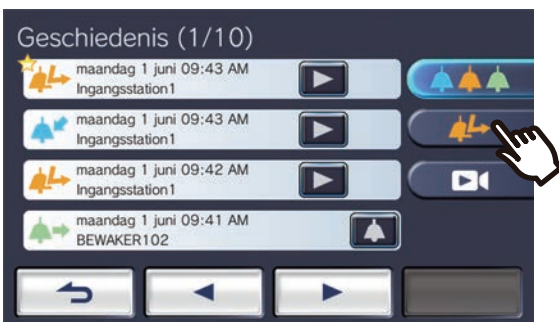 Geschiedenis (1/10)
maandag 1 juni 09:43 AM
Ingangsstation1
maandag 1 juni 09:43 AM
Ingangsstation1
maandag 1 juni 09:42 AM
Ingangsstation1
maandag 1 juni 09:41 AM
BEWAKER102